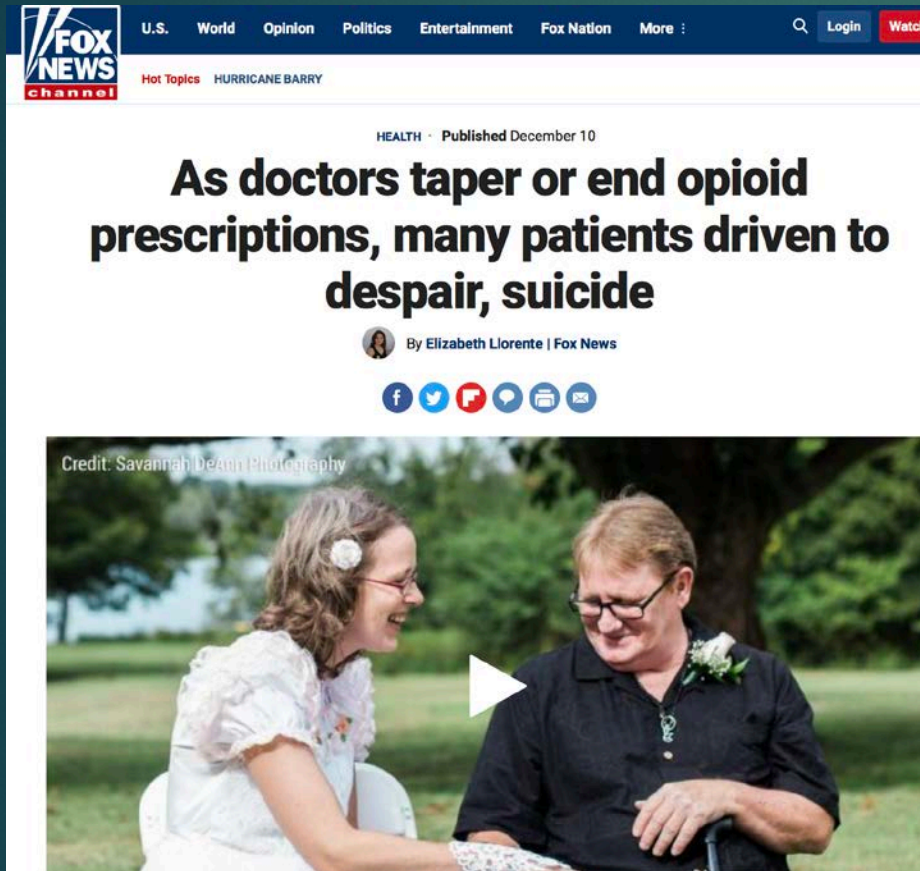 FOX
NEWS
channel
U.S. World Opinion Politics Entertainment Fox Nation More Login Watch
Hot Topics HURRICANE BARRY
HEALTH · Published December 10
As doctors taper or end opioid
prescriptions, many patients driven to
despair, suicide
By Elizabeth Llorente | Fox News
Credit: Savannah DeAnn Photography